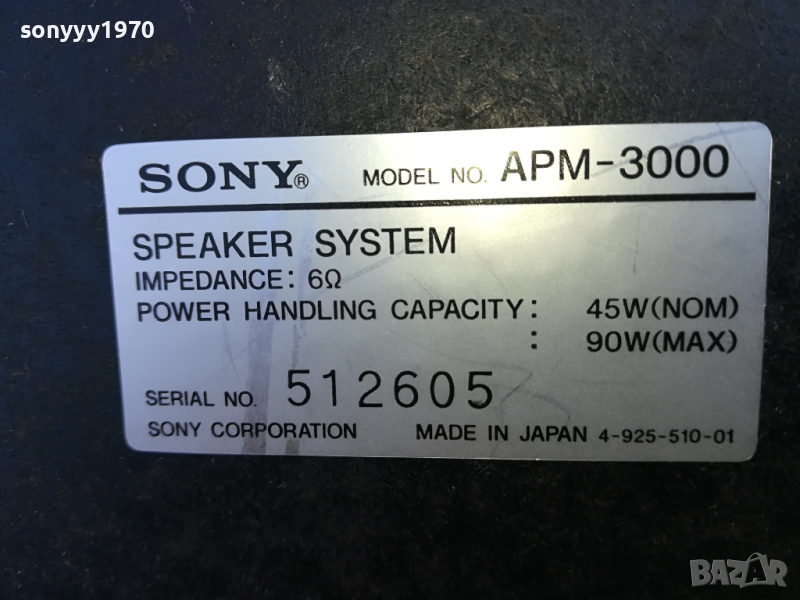 sonyyy1970
SONY® MODEL NO. APM-3000
SPEAKER SYSTEM
IMPEDANCE: 6Ω
POWER HANDLING CAPACITY: 45W(NOM)
: 90W(MAX)
SERIAL NO. 512605
SONY CORPORATION MADE IN JAPAN 4-925-510-01
BAZAR